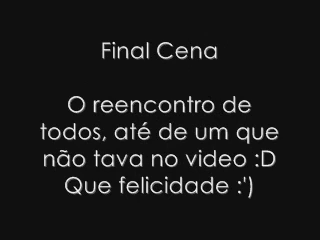 Final Cena
O reencontro de
todos, até de um que
não tava no video :D
Que felicidade :')